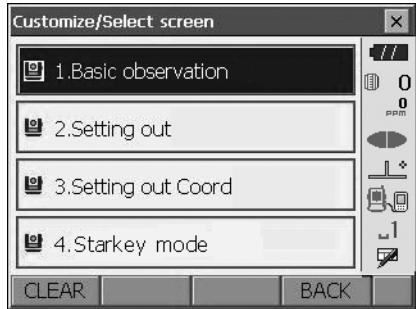 Customize/Select screen
1.Basic observation
0
0
PPM
2.Setting out
3.Setting out Coord
4.Starkey mode
1
CLEAR
BACK